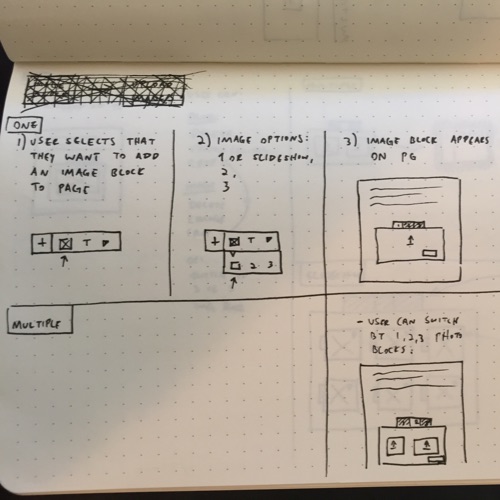 ONE
1) USER SELECTS THAT
THEY WANT TO ADD
AN IMAGE BLOCK
TO PAGE
+ T
2) IMAGE OPTIONS:
1 OR SLIDESHOW,
2,
3
+ T
2 3
3) IMAGE BLOCK APPEARS
ON PG
MULTIPLE
- USER CAN SWITCH
BT 1,2,3 PHOTO
BLOCKS: